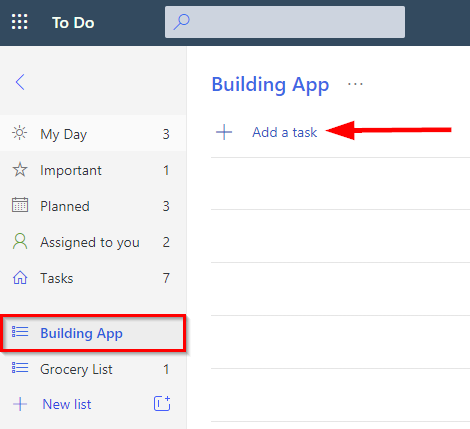 To Do
Building App ...
My Day 3
+ Add a task
Important 1
Planned 3
Assigned to you 2
Tasks 7
Building App
Grocery List 1
+ New list